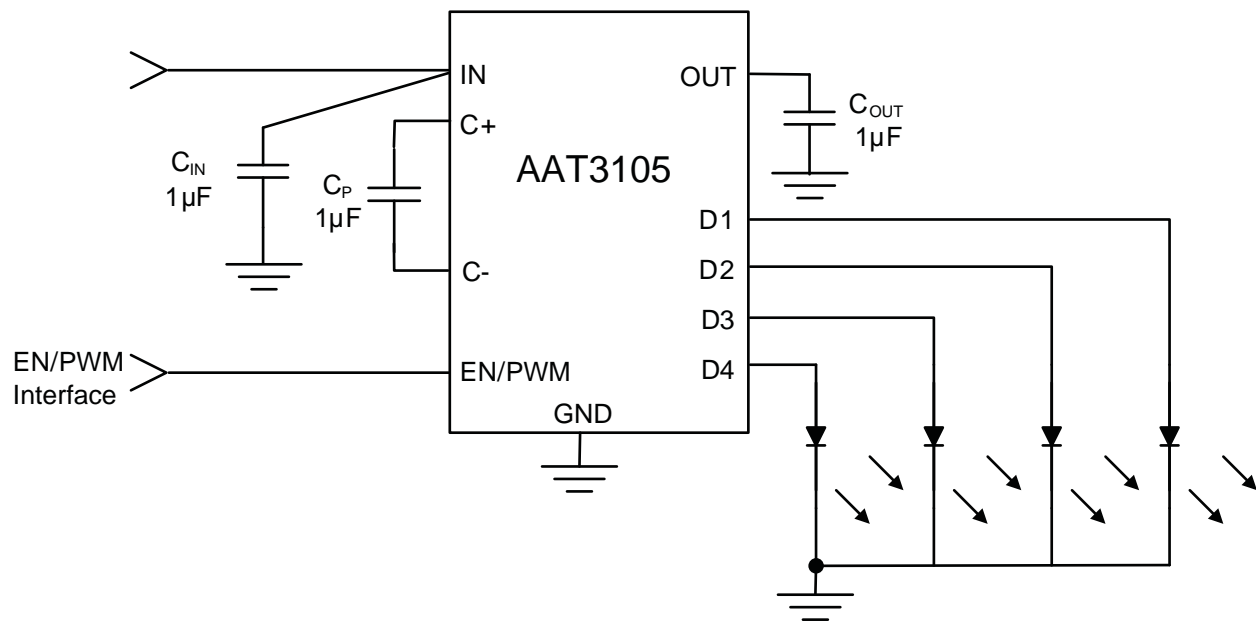 IN
OUT
C+
C_OUT
1µF
C_IN
1µF
C_P
1µF
AAT3105
D1
C-
D2
D3
EN/PWM
Interface
EN/PWM
D4
GND